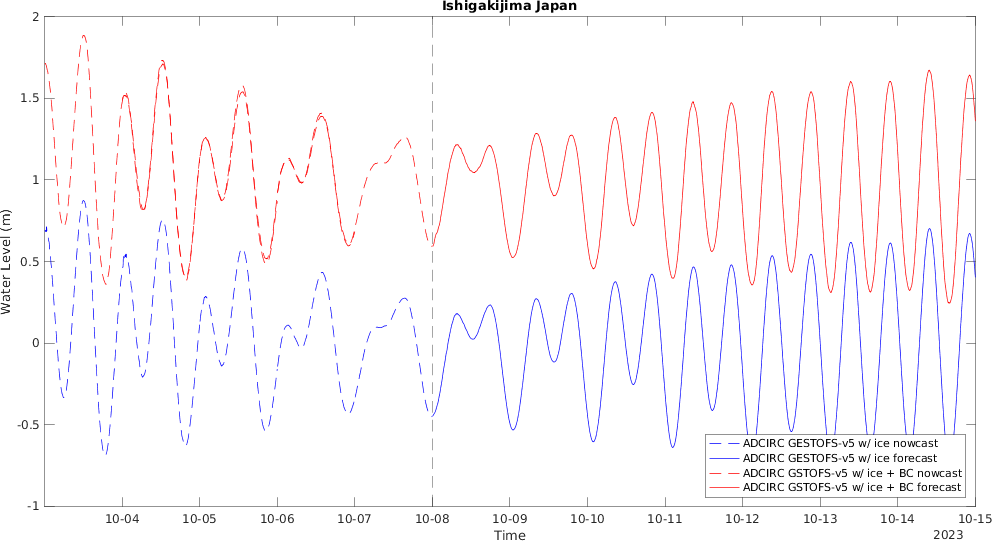 Ishigakijima Japan
2
1.5
1
0.5
0
-0.5
-1
Water Level (m)
ADCIRC GESTOFS-v5 w/ ice nowcast
ADCIRC GESTOFS-v5 w/ ice forecast
ADCIRC GSTOFS-v5 w/ ice + BC nowcast
ADCIRC GSTOFS-v5 w/ ice + BC forecast
10-04 10-05 10-06 10-07 10-08 10-09 10-10 10-11 10-12 10-13 10-14 10-15
Time
2023